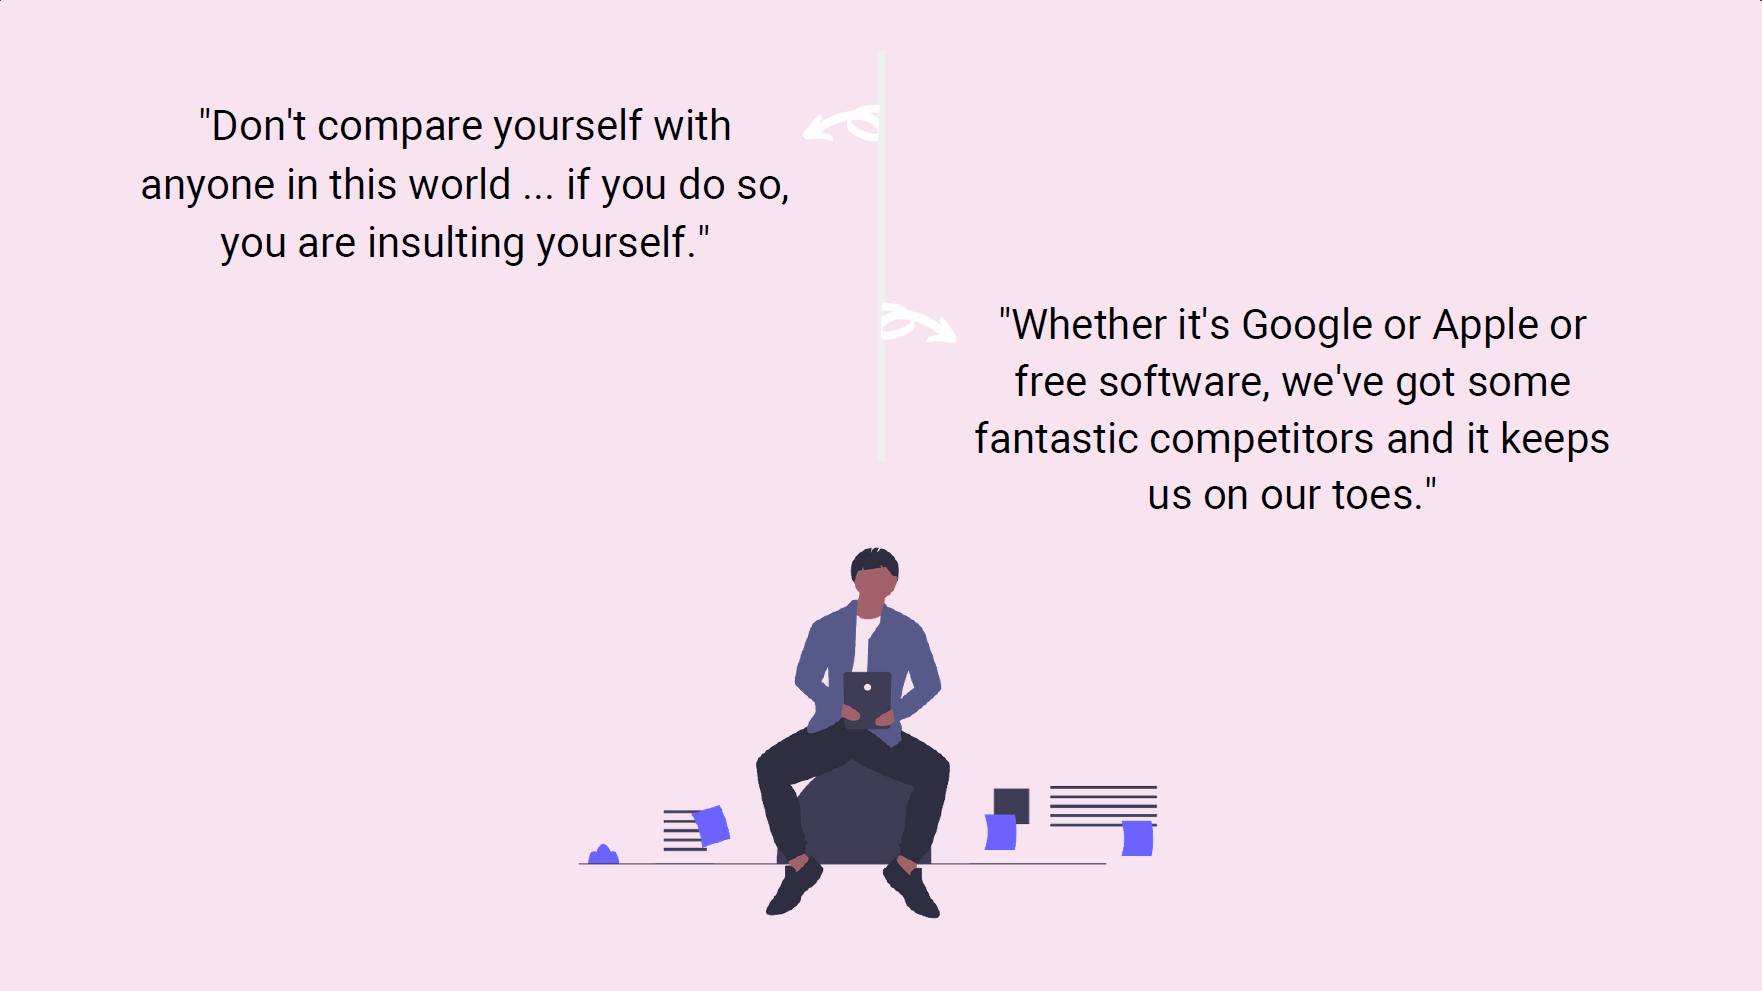 "Don't compare yourself with
anyone in this world ... if you do so,
you are insulting yourself."
"Whether it's Google or Apple or
free software, we've got some
fantastic competitors and it keeps
us on our toes."